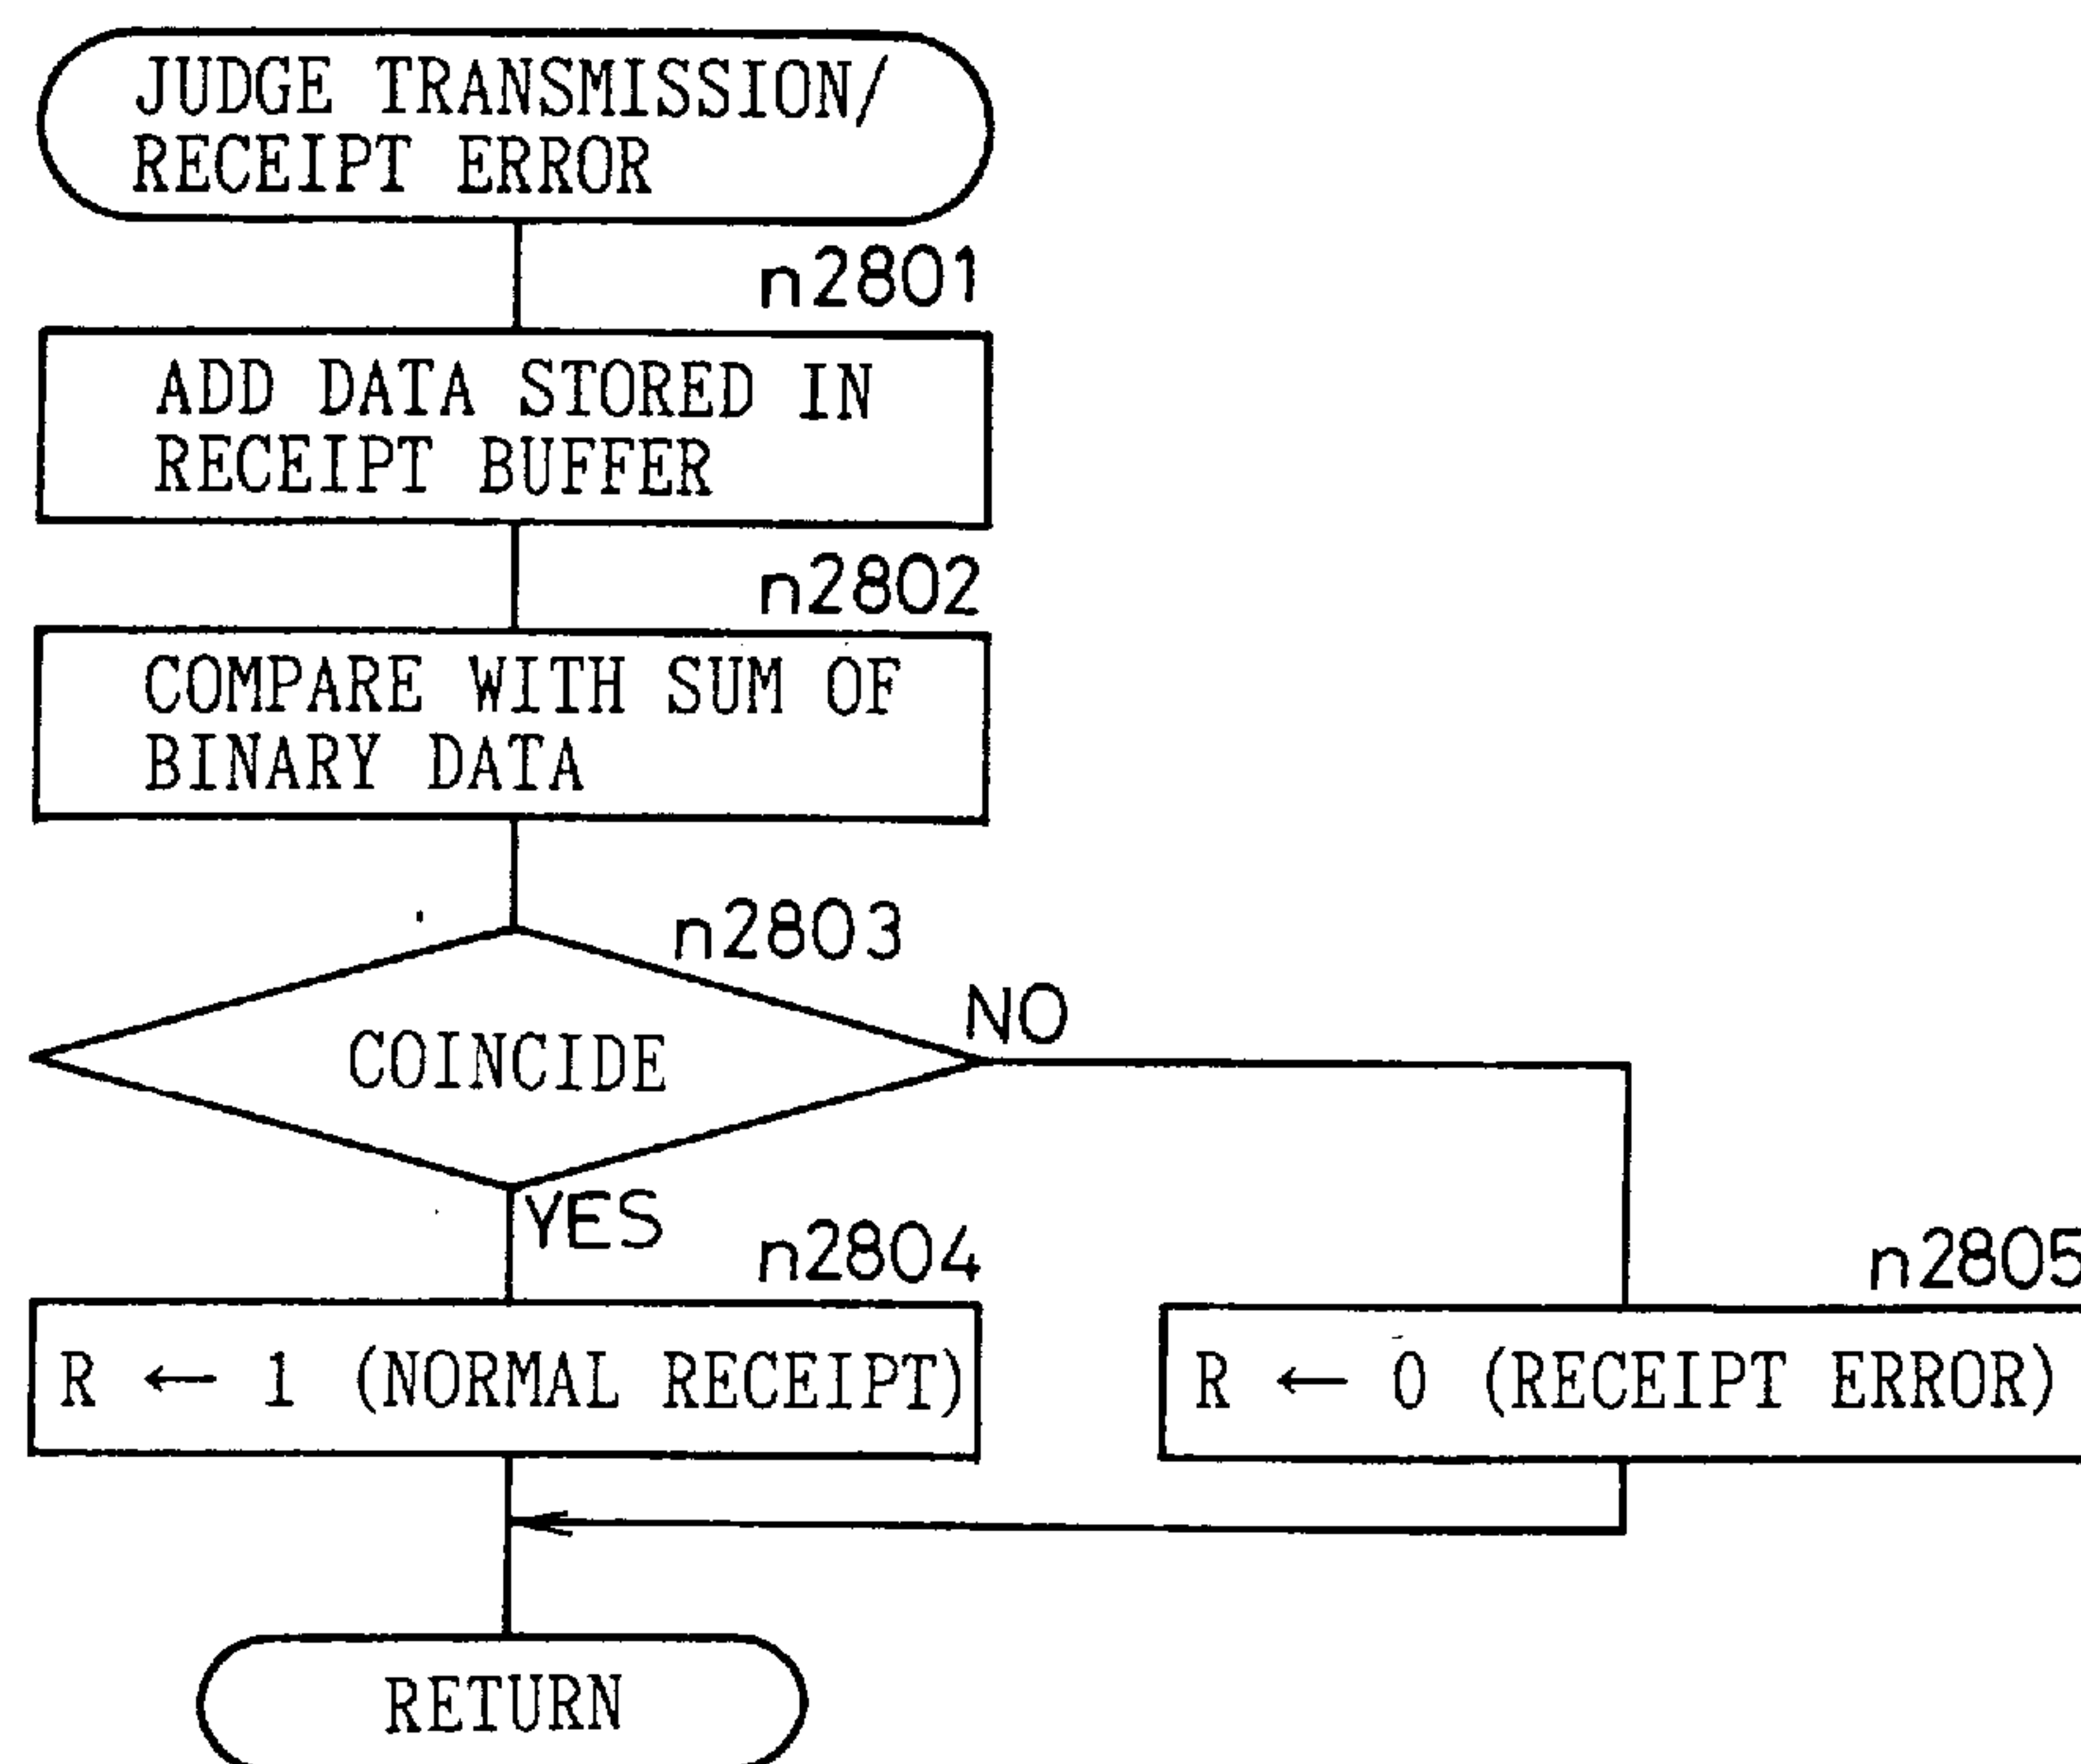 JUDGE TRANSMISSION/
RECEIPT ERROR
n2801
ADD DATA STORED IN
RECEIPT BUFFER
n2802
COMPARE WITH SUM OF
BINARY DATA
n2803
COINCIDE
NO
YES
n2804
R ← 1 (NORMAL RECEIPT)
n2805
R ← 0 (RECEIPT ERROR)
RETURN